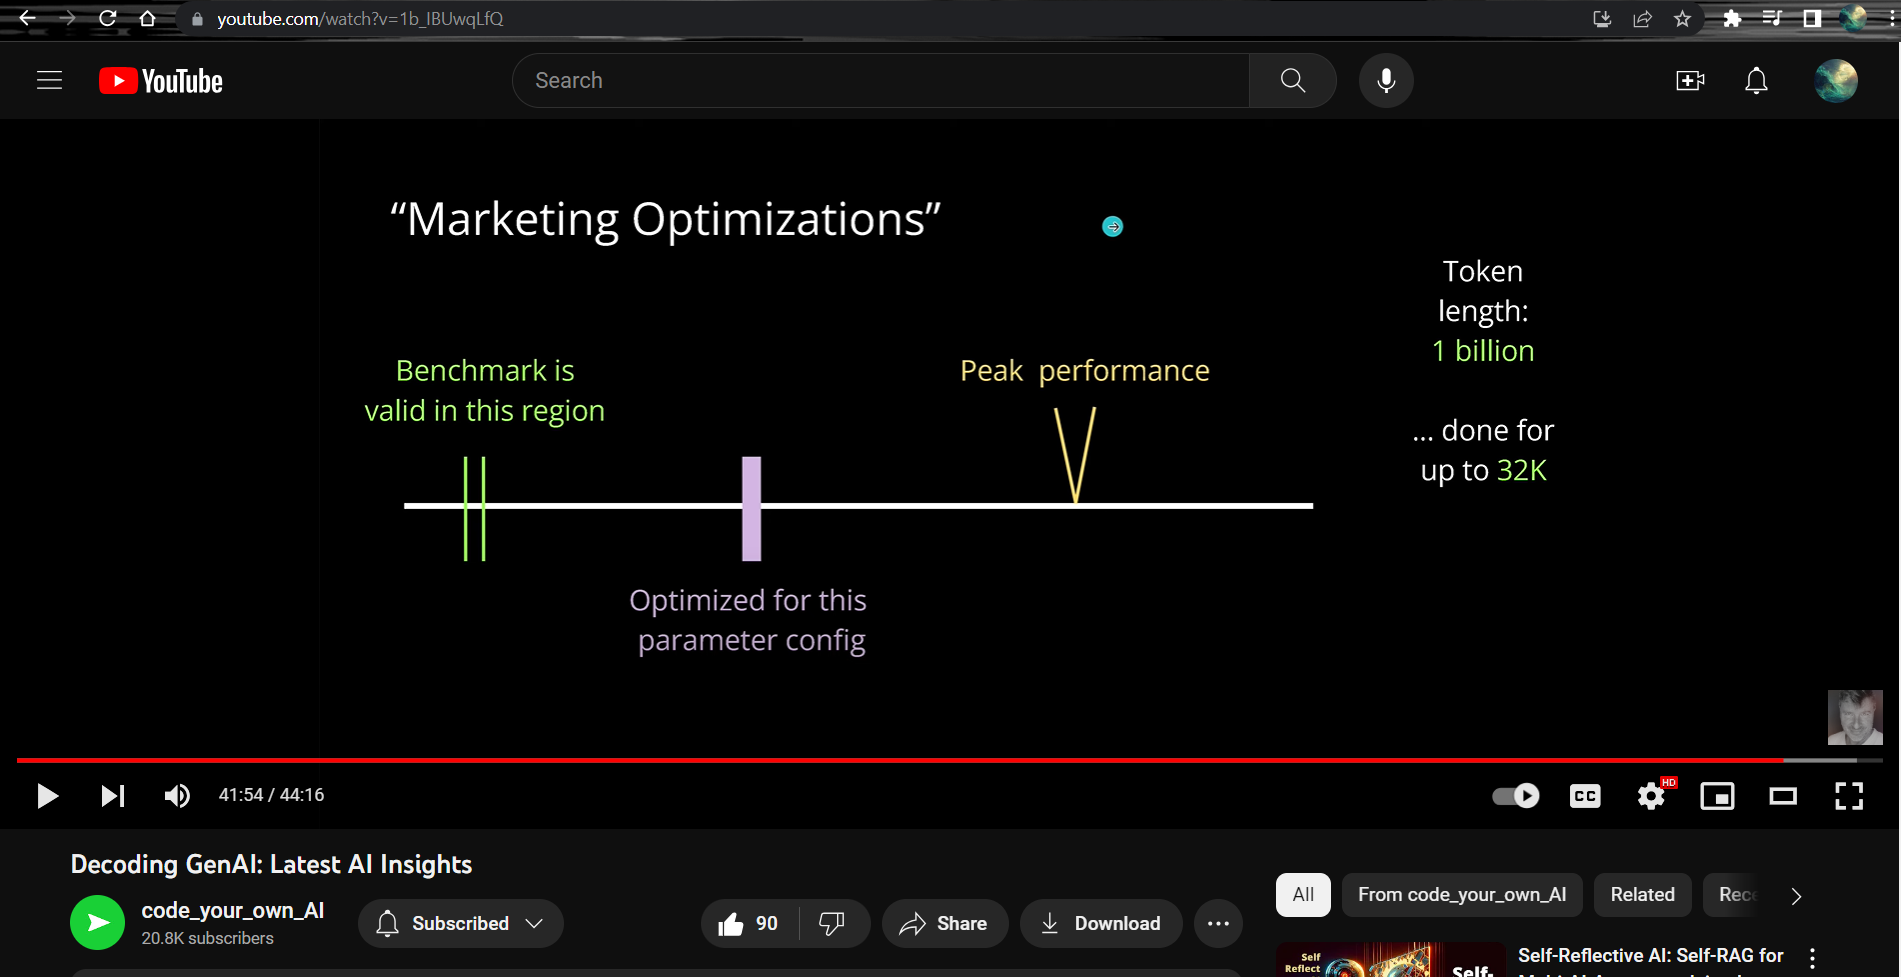 youtube.com/watch?v=1b_IBUwqLfQ
YouTube
Search
“Marketing Optimizations”
Token
length:
1 billion
... done for
up to 32K
Benchmark is
valid in this region
Peak performance
Optimized for this
parameter config
41:54 / 44:16
CC
HD
Decoding GenAI: Latest AI Insights
code_your_own_AI
20.8K subscribers
Subscribed
90
Share
Download
All
From code_your_own_AI
Related
Self
Reflect
Self-
Self-Reflective AI: Self-RAG for